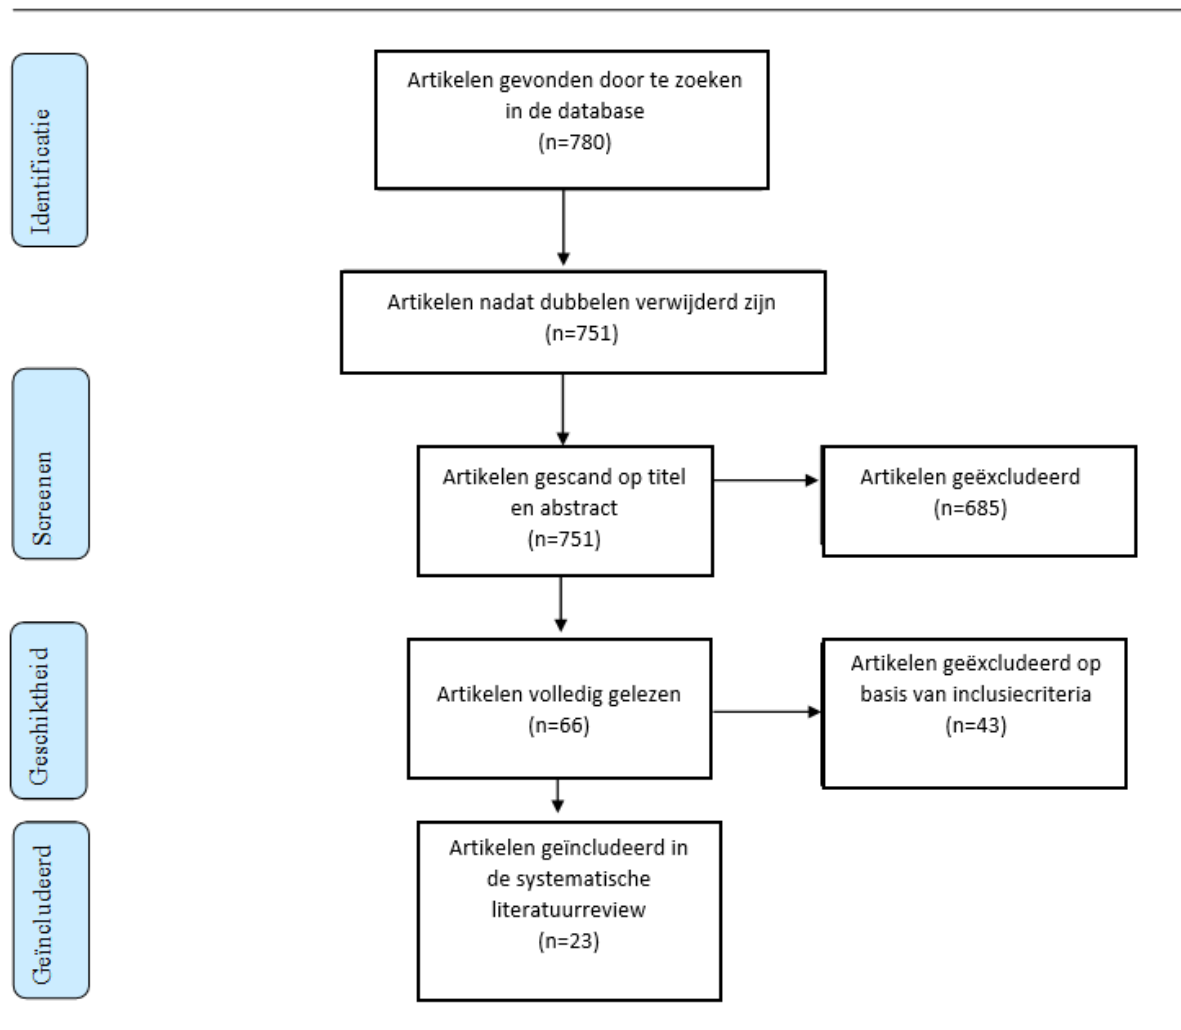 Identificatie
Artikelen gevonden door te zoeken
in de database
(n=780)
Artikelen nadat dubbelen verwijderd zijn
(n=751)
Screenen
Artikelen gescand op titel
en abstract
(n=751)
Artikelen geëxcludeerd
(n=685)
Geschiktheid
Artikelen volledig gelezen
(n=66)
Artikelen geëxcludeerd op
basis van inclusiecriteria
(n=43)
Geïncludeerd
Artikelen geïncludeerd in
de systematische
literatuurreview
(n=23)